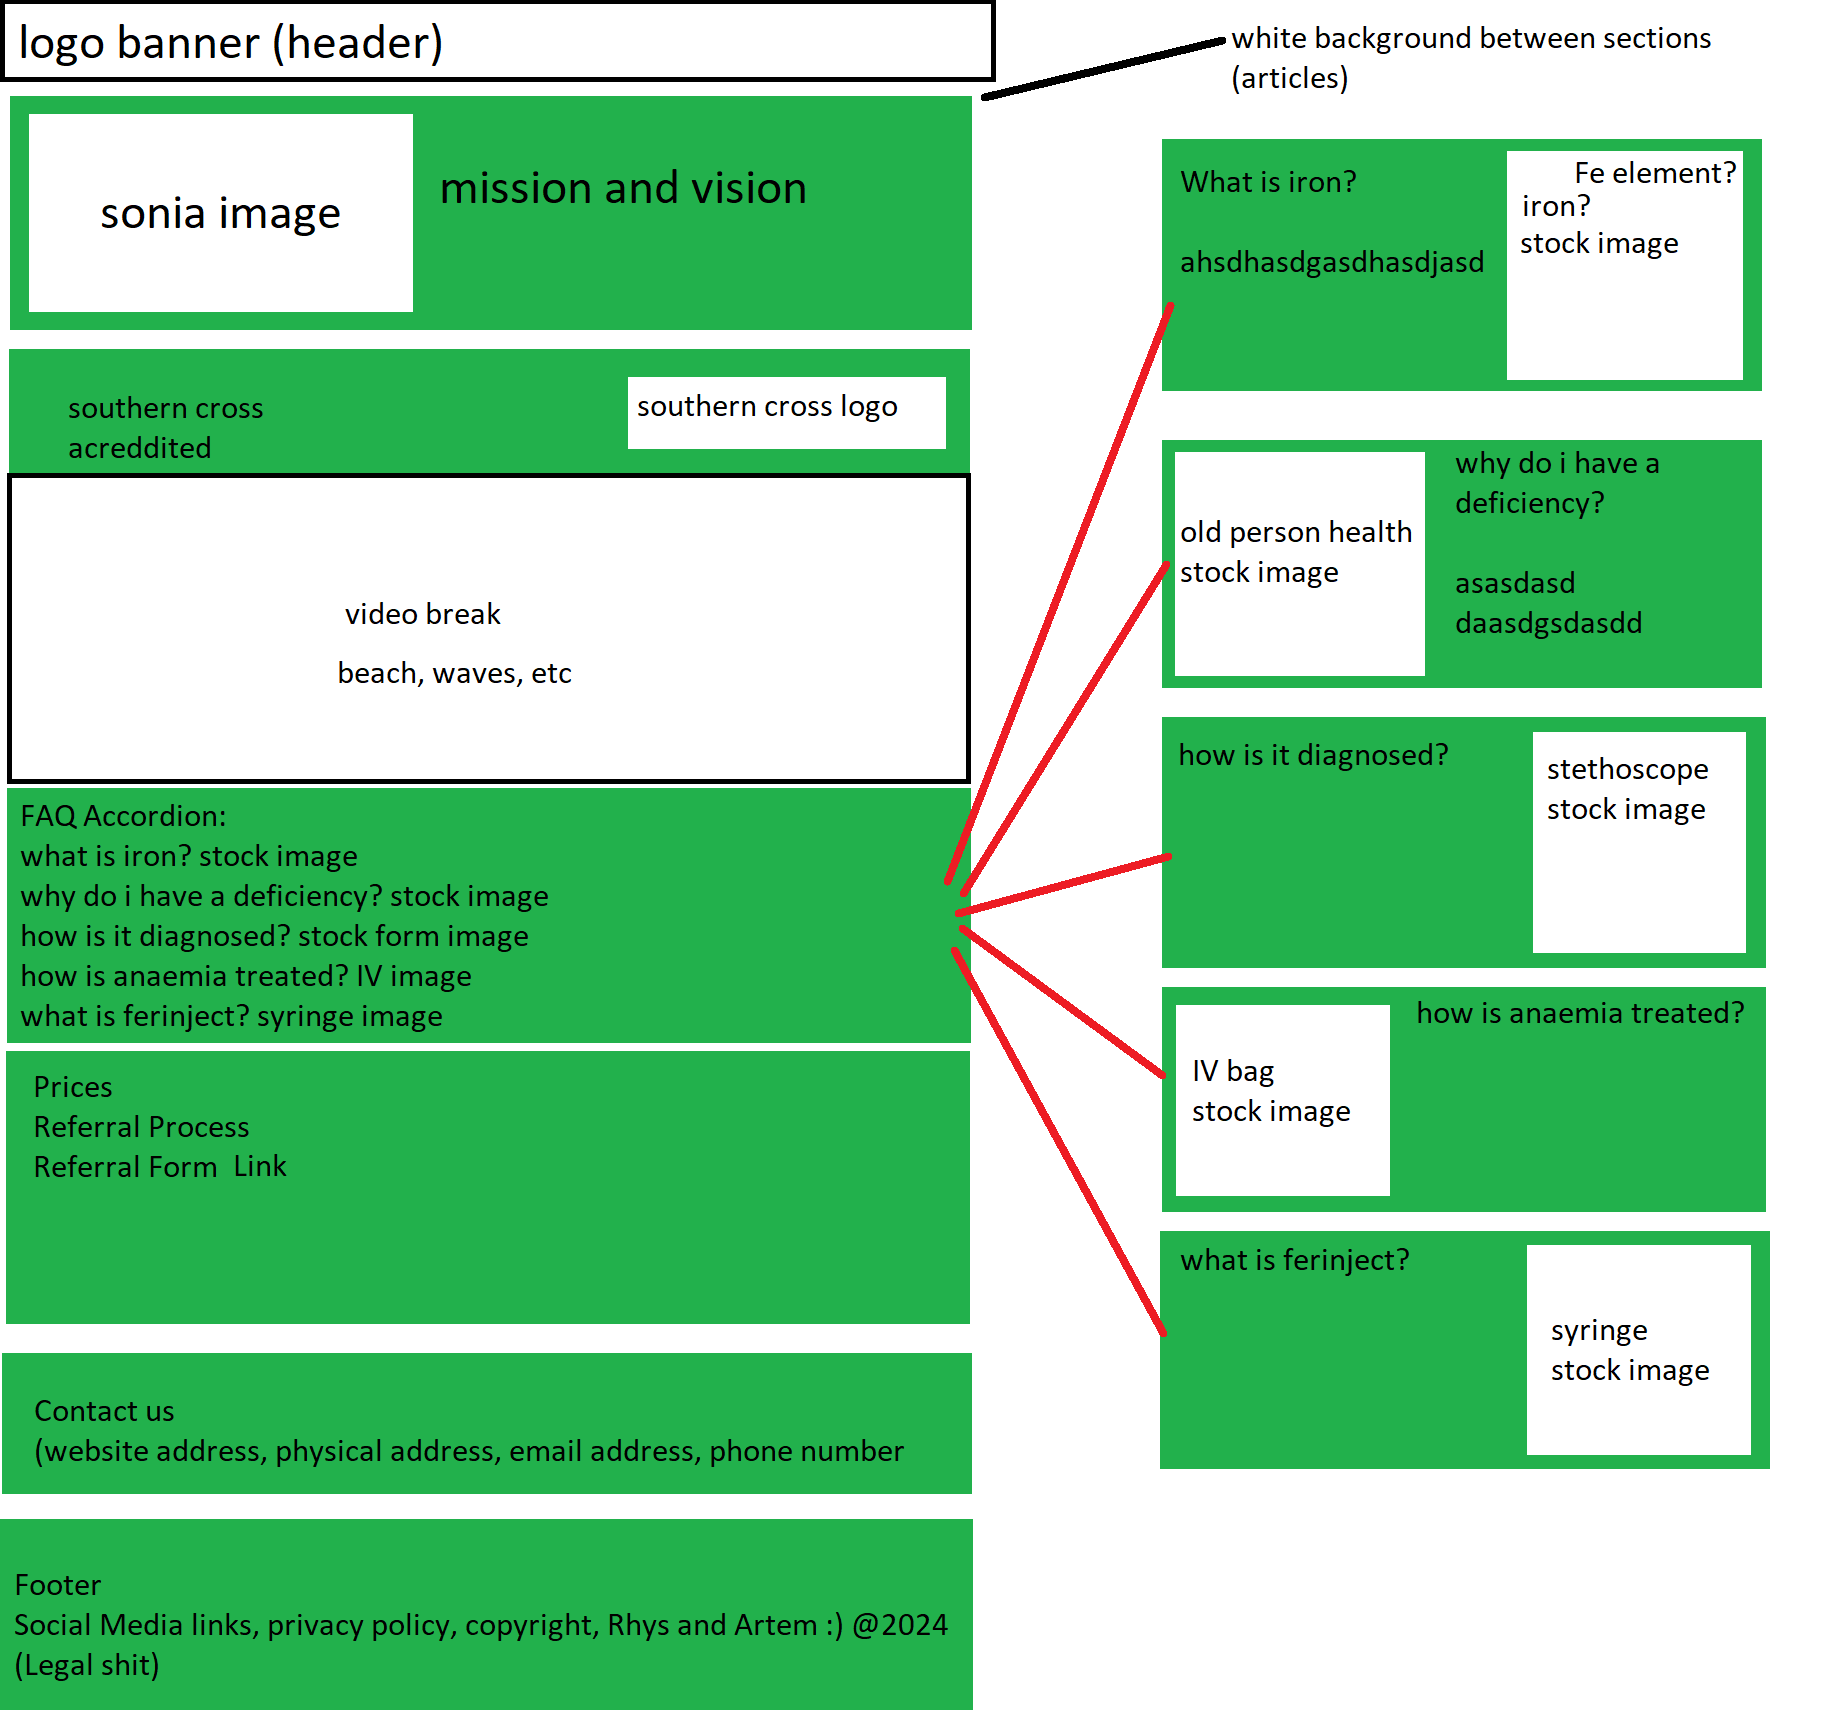 logo banner (header)
white background between sections
(articles)
sonia image
mission and vision
southern cross
acreddited
southern cross logo
video break
beach, waves, etc
FAQ Accordion:
what is iron? stock image
why do i have a deficiency? stock image
how is it diagnosed? stock form image
how is anaemia treated? IV image
what is ferinject? syringe image
Prices
Referral Process
Referral Form Link
Contact us
(website address, physical address, email address, phone number
Footer
Social Media links, privacy policy, copyright, Rhys and Artem :) @2024
(Legal shit)
What is iron?
ahsdhasdgasdhasdjasd
Fe element?
iron?
stock image
old person health
stock image
why do i have a
deficiency?
asasdasd
daasdgsdasdd
how is it diagnosed?
stethoscope
stock image
IV bag
stock image
how is anaemia treated?
what is ferinject?
syringe
stock image